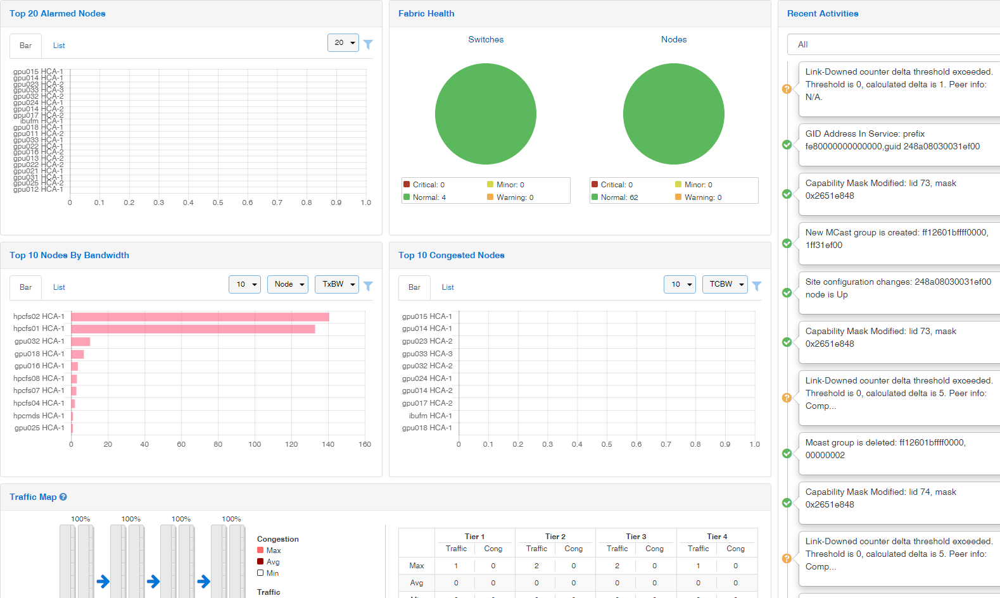 Top 20 Alarmed Nodes
Bar
List
20
gpu015 HCA-1
gpu014 HCA-1
gpu023 HCA-2
gpu033 HCA-3
gpu032 HCA-2
gpu024 HCA-1
gpu014 HCA-2
gpu017 HCA-2
ibufm HCA-1
gpu018 HCA-1
gpu011 HCA-2
gpu033 HCA-1
gpu022 HCA-1
gpu016 HCA-2
gpu013 HCA-2
gpu022 HCA-2
gpu021 HCA-1
gpu031 HCA-1
gpu025 HCA-2
gpu012 HCA-1
0 0.1 0.2 0.3 0.4 0.5 0.6 0.7 0.8 0.9 1.0
Fabric Health
Switches
Critical: 0 Minor: 0
Normal: 4 Warning: 0
Nodes
Critical: 0 Minor: 0
Normal: 62 Warning: 0
Top 10 Nodes By Bandwidth
Bar
List
10
Node
TxBW
hpcfs02 HCA-1
hpcfs01 HCA-1
gpu032 HCA-1
gpu018 HCA-1
gpu016 HCA-1
hpcfs08 HCA-1
hpcfs07 HCA-1
hpcfs04 HCA-1
hpcmds HCA-1
gpu025 HCA-1
0 20 40 60 80 100 120 140 160
Top 10 Congested Nodes
Bar
List
10
TCBW
gpu015 HCA-1
gpu014 HCA-1
gpu023 HCA-2
gpu033 HCA-3
gpu032 HCA-2
gpu024 HCA-1
gpu014 HCA-2
gpu017 HCA-2
ibufm HCA-1
gpu018 HCA-1
0 0.1 0.2 0.3 0.4 0.5 0.6 0.7 0.8 0.9 1.0
Traffic Map ?
100% 100% 100% 100%
Congestion
Max
Avg
Min
Traffic
Tier 1 Tier 2 Tier 3 Tier 4
Traffic Cong Traffic Cong Traffic Cong Traffic Cong
Max 1 0 2 0 2 0 1 0
Avg 0 0 0 0 0 0 0 0
Recent Activities
All
Link-Downed counter delta threshold exceeded.
Threshold is 0, calculated delta is 1. Peer info:
N/A.
GID Address In Service: prefix
fe80000000000000,guid 248a08030031ef00
Capability Mask Modified: lid 73, mask
0x2651e848
New MCast group is created: ff12601bffff0000,
1ff31ef00
Site configuration changes: 248a08030031ef00
node is Up
Capability Mask Modified: lid 73, mask
0x2651e848
Link-Downed counter delta threshold exceeded.
Threshold is 0, calculated delta is 5. Peer info:
Comp...
Mcast group is deleted: ff12601bffff0000,
00000002
Capability Mask Modified: lid 74, mask
0x2651e848
Link-Downed counter delta threshold exceeded.
Threshold is 0, calculated delta is 5. Peer info:
Comp...